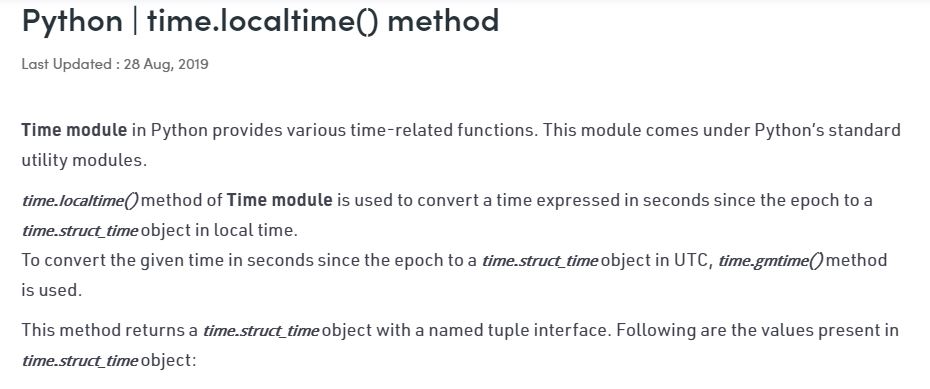 Python | time.localtime() method
Last Updated : 28 Aug, 2019
Time module in Python provides various time-related functions. This module comes under Python’s standard
utility modules.
time.localtime() method of Time module is used to convert a time expressed in seconds since the epoch to a
time.struct_time object in local time.
To convert the given time in seconds since the epoch to a time.struct_time object in UTC, time.gmtime() method
is used.
This method returns a time.struct_time object with a named tuple interface. Following are the values present in
time.struct_time object: